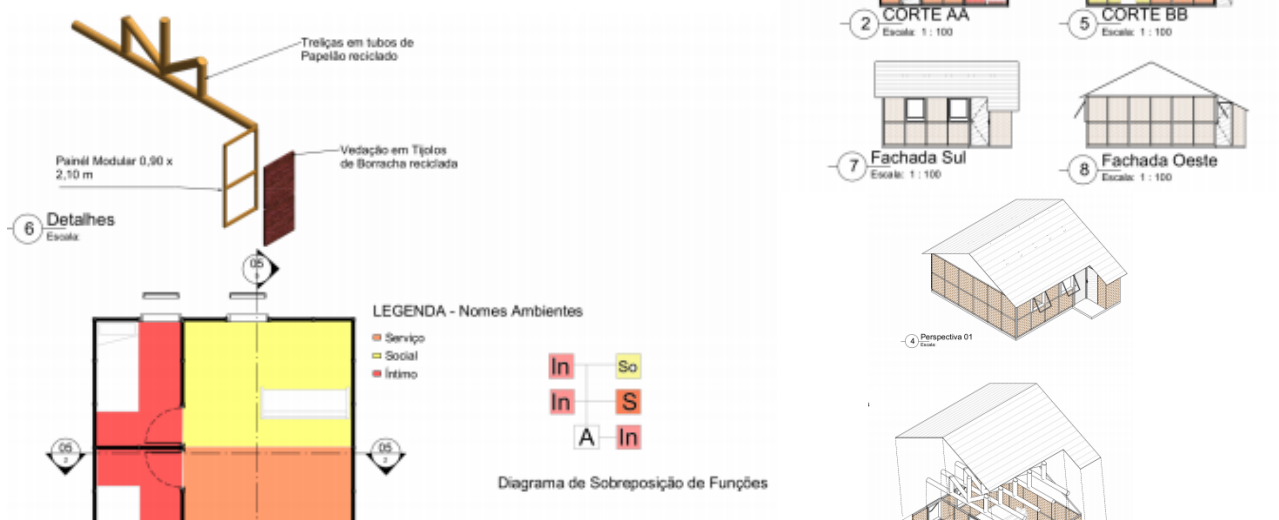 Treliças em tubos de
Papelão reciclado
Painél Modular 0,90 x
2,10 m
Vedação em Tijolos
de Borracha reciclada
6 Detalhes
Escala:
05
LEGENDA - Nomes Ambientes
Serviço
Social
Íntimo
In So
In S
A In
05
2
05
2
Diagrama de Sobreposição de Funções
2 CORTE AA
Escala: 1 : 100
5 CORTE BB
Escala: 1 : 100
7 Fachada Sul
Escala: 1 : 100
8 Fachada Oeste
Escala: 1 : 100
4 Perspectiva 01
Escala